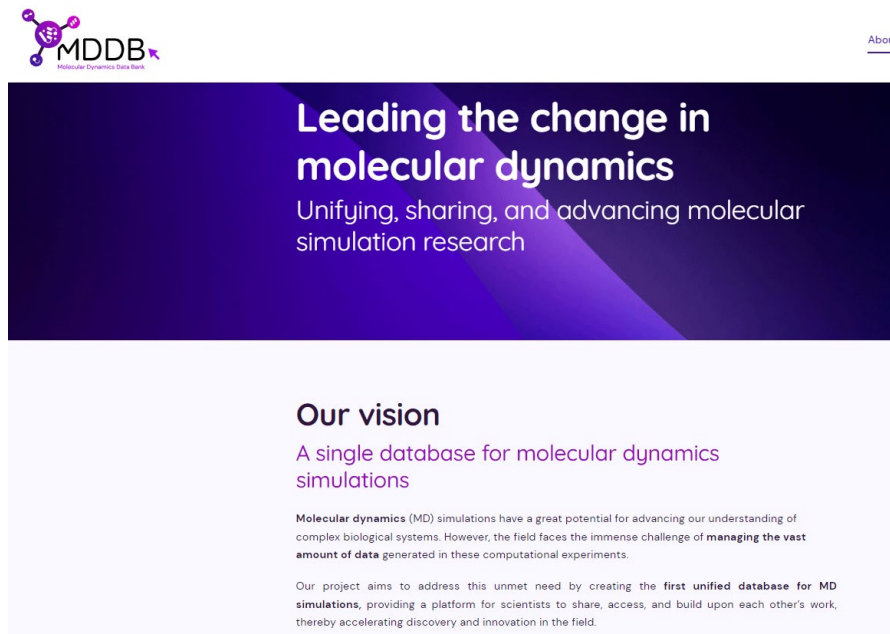 MDDB
Molecular Dynamics Data Bank
Leading the change in
molecular dynamics
Unifying, sharing, and advancing molecular
simulation research
Our vision
A single database for molecular dynamics
simulations
Molecular dynamics (MD) simulations have a great potential for advancing our understanding of
complex biological systems. However, the field faces the immense challenge of managing the vast
amount of data generated in these computational experiments.
Our project aims to address this unmet need by creating the first unified database for MD
simulations, providing a platform for scientists to share, access, and build upon each other's work,
thereby accelerating discovery and innovation in the field.